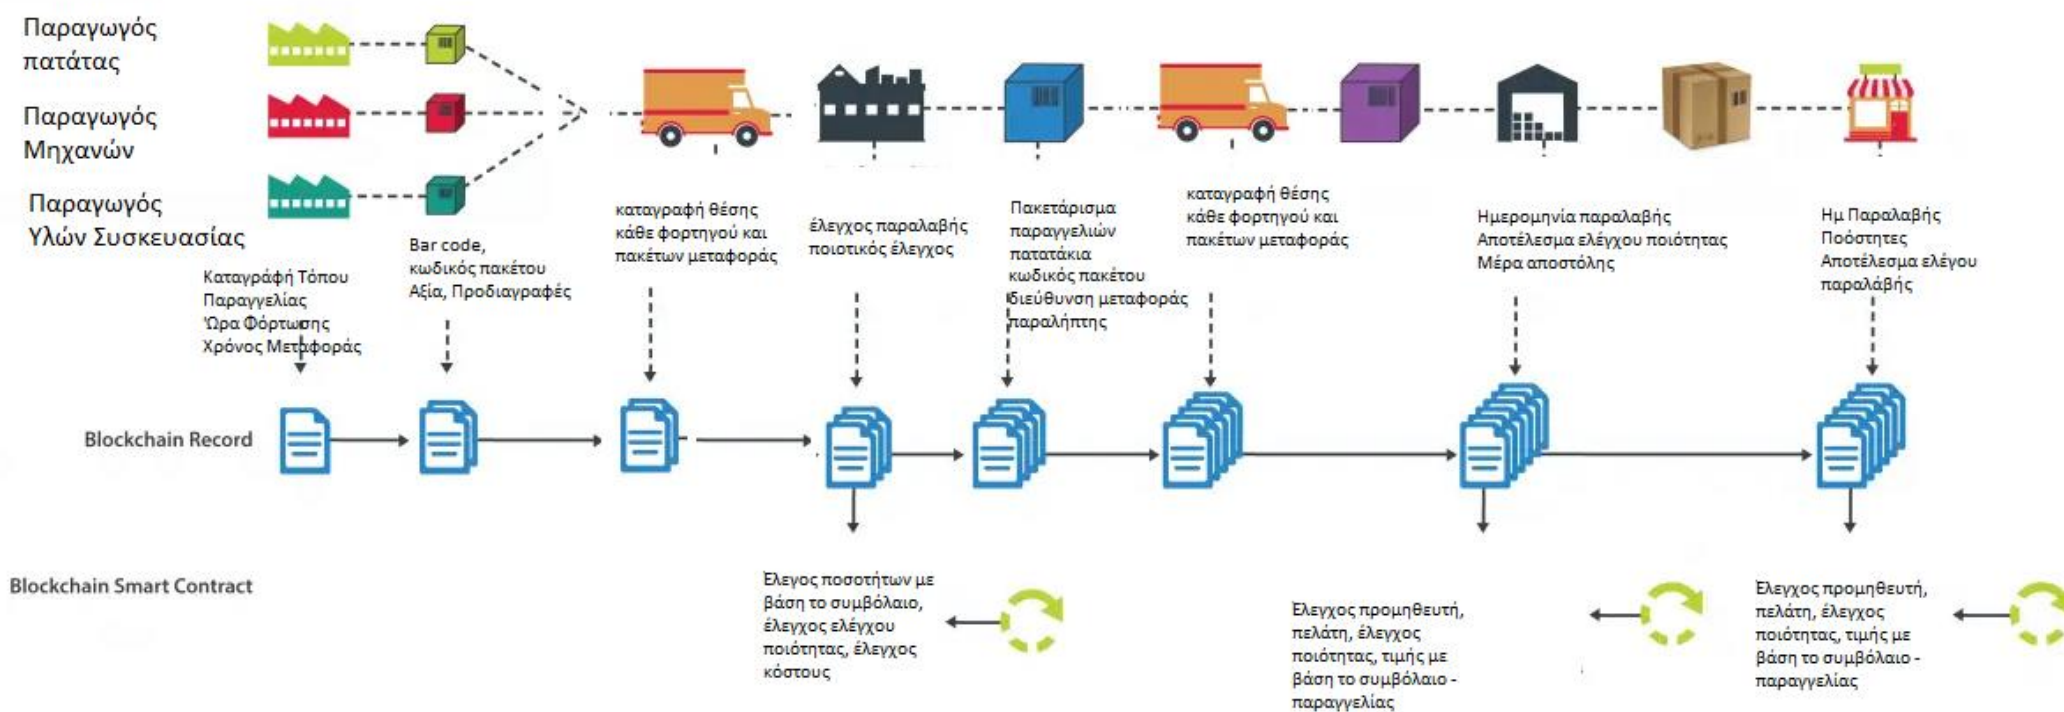 Παραγωγός
πατάτας
Παραγωγός
Μηχανών
Παραγωγός
Υλών Συσκευασίας
Καταγράφή Τόπου
Παραγγελίας
Ώρα Φόρτωσης
Χρόνος Μεταφοράς
Bar code,
κωδικός πακέτου
Αξία, Προδιαγραφές
καταγραφή θέσης
κάθε φορτηγού και
πακέτων μεταφοράς
έλεγχος παραλαβής
ποιοτικός έλεγχος
Πακετάρισμα
παραγγελιών
πατατάκια
κωδικός πακέτου
διεύθυνση μεταφοράς
παραλήπτης
καταγραφή θέσης
κάθε φορτηγού και
πακέτων μεταφοράς
Ημερομηνία παραλαβής
Αποτέλεσμα ελέγχου ποιότητας
Μέρα αποστόλης
Ημ Παραλαβής
Ποόστητες
Αποτέλεσμα ελέγου
παραλάβής
Blockchain Record
Blockchain Smart Contract
Έλεγος ποσοτήτων με
βάση το συμβόλαιο,
έλεγχος ελέγχου
ποιότητας, έλεγχος
κόστους
Έλεγχος προμηθευτή,
πελάτη, έλεγχος
ποιότητας, τιμής με
βάση το συμβόλαιο -
παραγγελίας
Έλεγχος προμηθευτή,
πελάτη, έλεγχος
ποιότητας, τιμής με
βάση το συμβόλαιο -
παραγγελίας